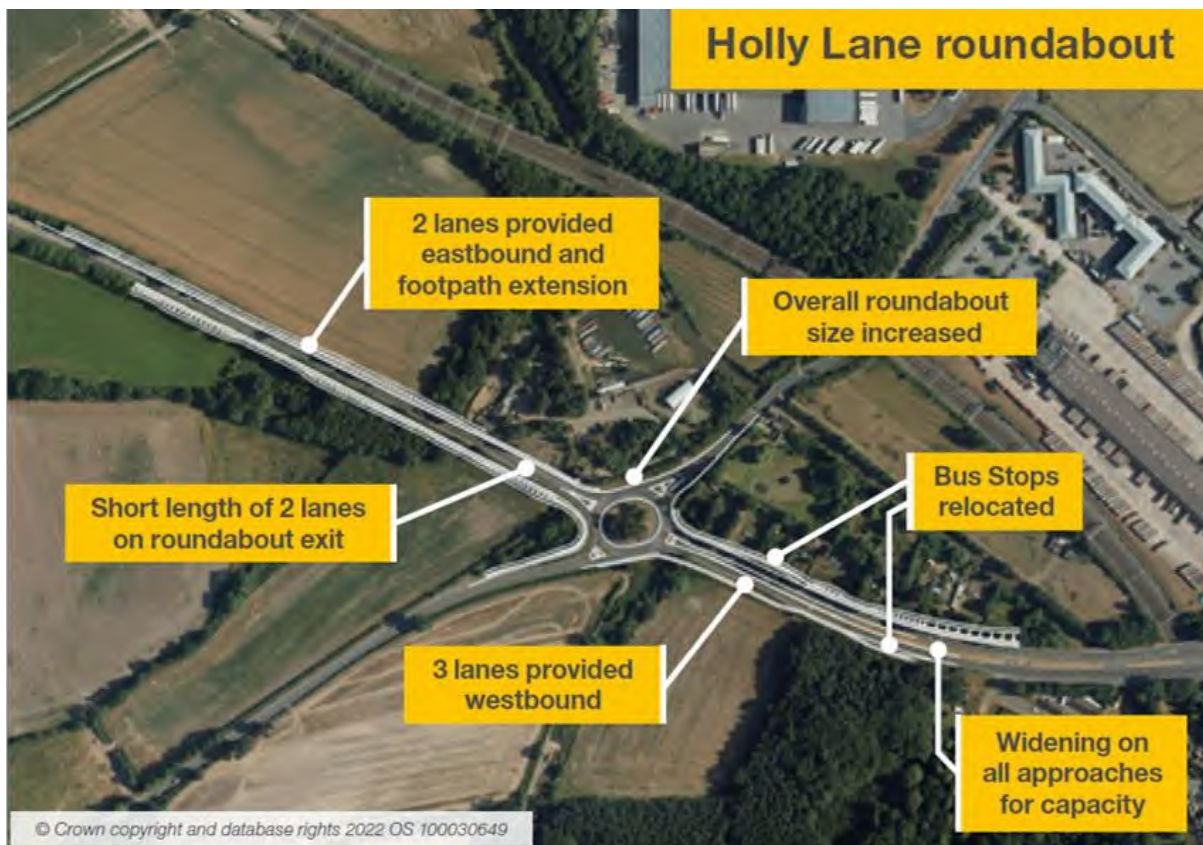 Holly Lane roundabout
2 lanes provided
eastbound and
footpath extension
Overall roundabout
size increased
Bus Stops
relocated
Short length of 2 lanes
on roundabout exit
3 lanes provided
westbound
Widening on
all approaches
for capacity
© Crown copyright and database rights 2022 OS 100030649